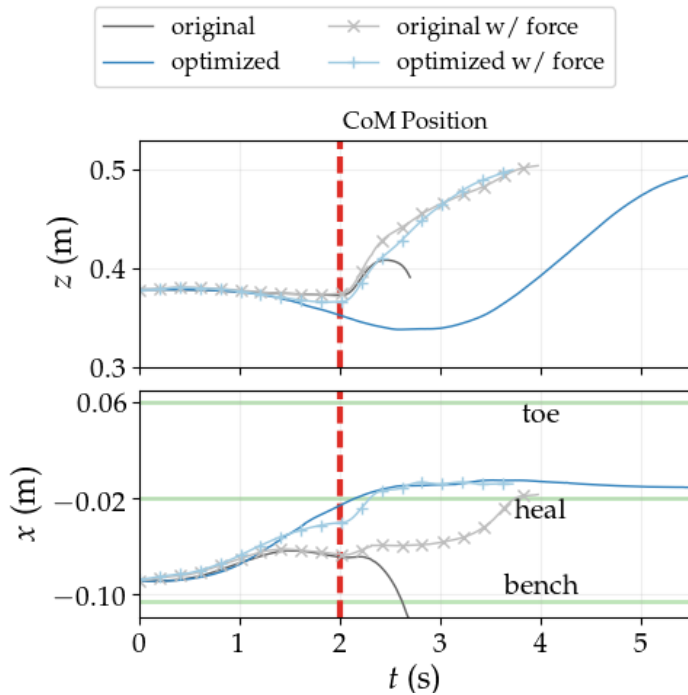 original
original w/ force
optimized
optimized w/ force
CoM Position
0.5
0.4
0.3
z (m)
0.06
−0.02
−0.10
x (m)
toe
heal
bench
0 1 2 3 4 5
t (s)